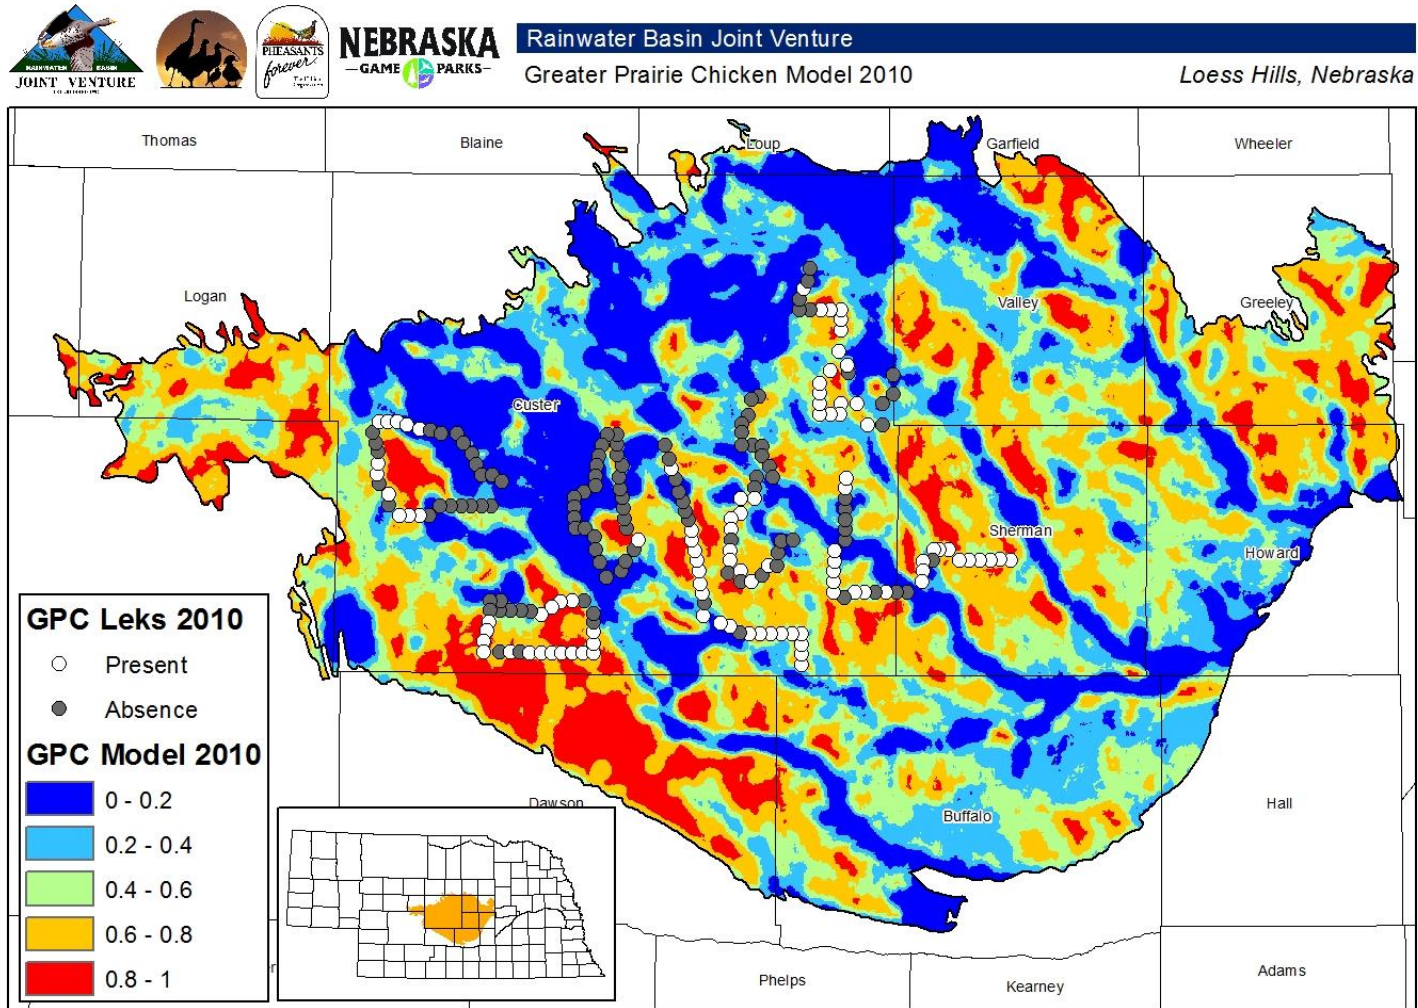 RAINWATER BASIN
JOINT VENTURE
PHEASANTS
forever
NEBRASKA
GAME PARKS
Rainwater Basin Joint Venture
Greater Prairie Chicken Model 2010
Loess Hills, Nebraska
Thomas
Blaine
Loup
Garfield
Wheeler
Logan
Valley
Greeley
Custer
Sherman
Howard
GPC Leks 2010
Present
Absence
GPC Model 2010
0 - 0.2
0.2 - 0.4
0.4 - 0.6
0.6 - 0.8
0.8 - 1
Dawson
Buffalo
Hall
Phelps
Kearney
Adams